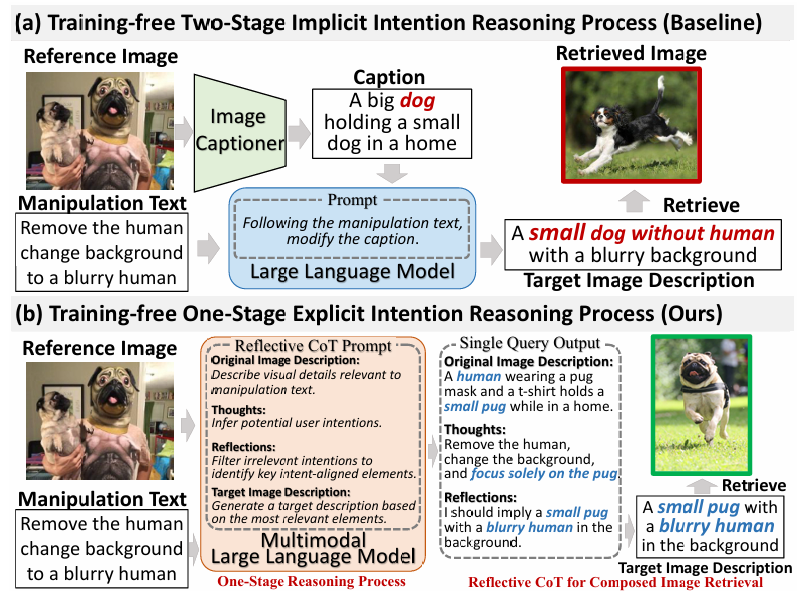 (a) Training-free Two-Stage Implicit Intention Reasoning Process (Baseline)
Reference Image
Image
Captioner
Caption
A big dog
holding a small
dog in a home
Retrieved Image
Manipulation Text
Remove the human
change background
to a blurry human
Prompt
Following the manipulation text,
modify the caption.
Large Language Model
Retrieve
A small dog without human
with a blurry background
Target Image Description
(b) Training-free One-Stage Explicit Intention Reasoning Process (Ours)
Reference Image
Manipulation Text
Remove the human
change background
to a blurry human
Reflective CoT Prompt
Original Image Description:
Describe visual details relevant to
manipulation text.
Thoughts:
Infer potential user intentions.
Reflections:
Filter irrelevant intentions to
identify key intent-aligned elements.
Target Image Description:
Generate a target description based
on the most relevant elements.
Multimodal
Large Language Model
One-Stage Reasoning Process
Single Query Output
Original Image Description:
A human wearing a pug
mask and a t-shirt holds a
small pug while in a home.
Thoughts:
Remove the human,
change the background,
and focus solely on the pug.
Reflections:
I should imply a small pug
with a blurry human in the
background.
Reflective CoT for Composed Image Retrieval
Retrieve
A small pug with
a blurry human
in the background
Target Image Description